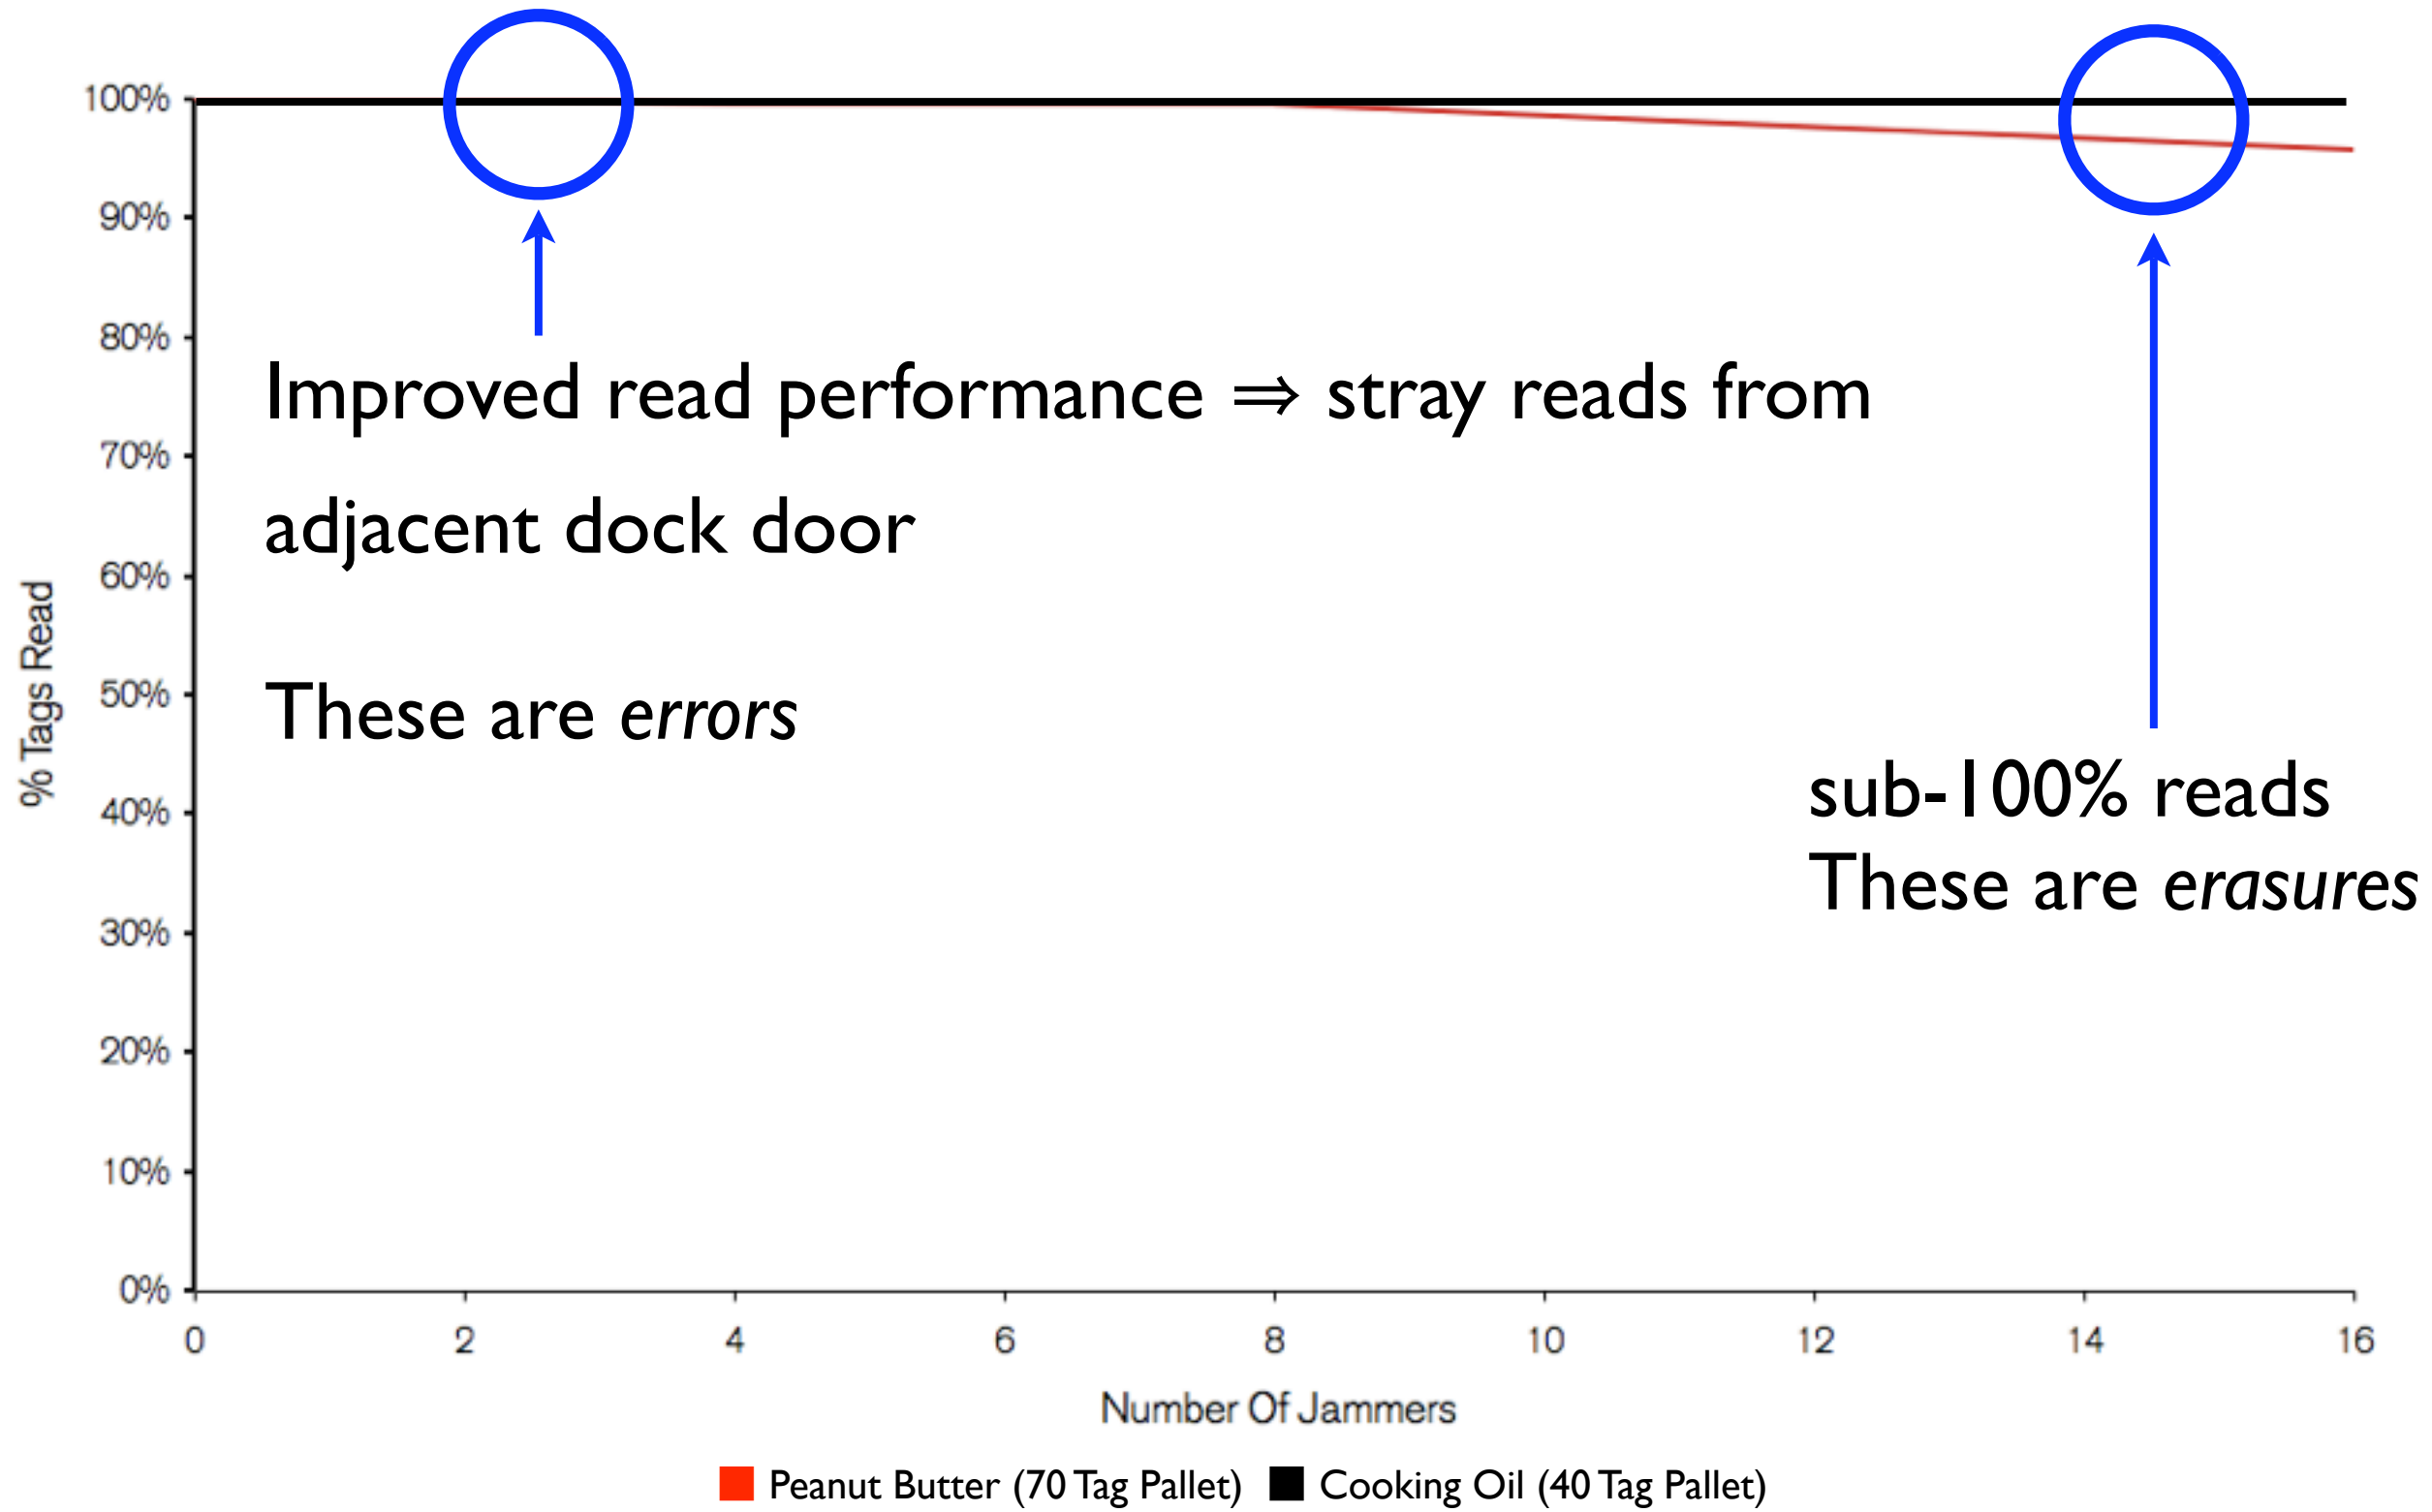 100%
90%
80%
70%
60%
50%
40%
30%
20%
10%
0%
% Tags Read
Improved read performance ⇒ stray reads from
adjacent dock door
These are errors
sub-100% reads
These are erasures
0 2 4 6 8 10 12 14 16
Number Of Jammers
Peanut Butter (70 Tag Pallet) Cooking Oil (40 Tag Pallet)